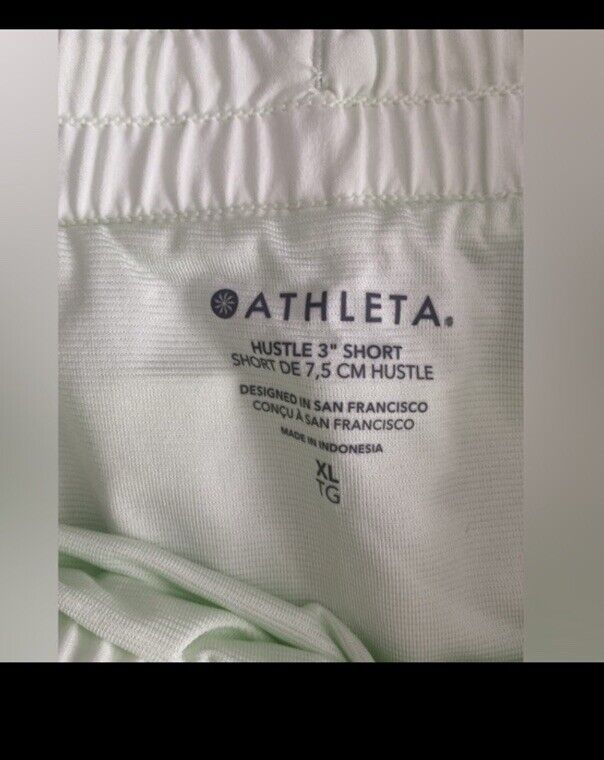 ATHLETA.
HUSTLE 3" SHORT
SHORT DE 7,5 CM HUSTLE
DESIGNED IN SAN FRANCISCO
CONÇU À SAN FRANCISCO
MADE IN INDONESIA
XL
TG